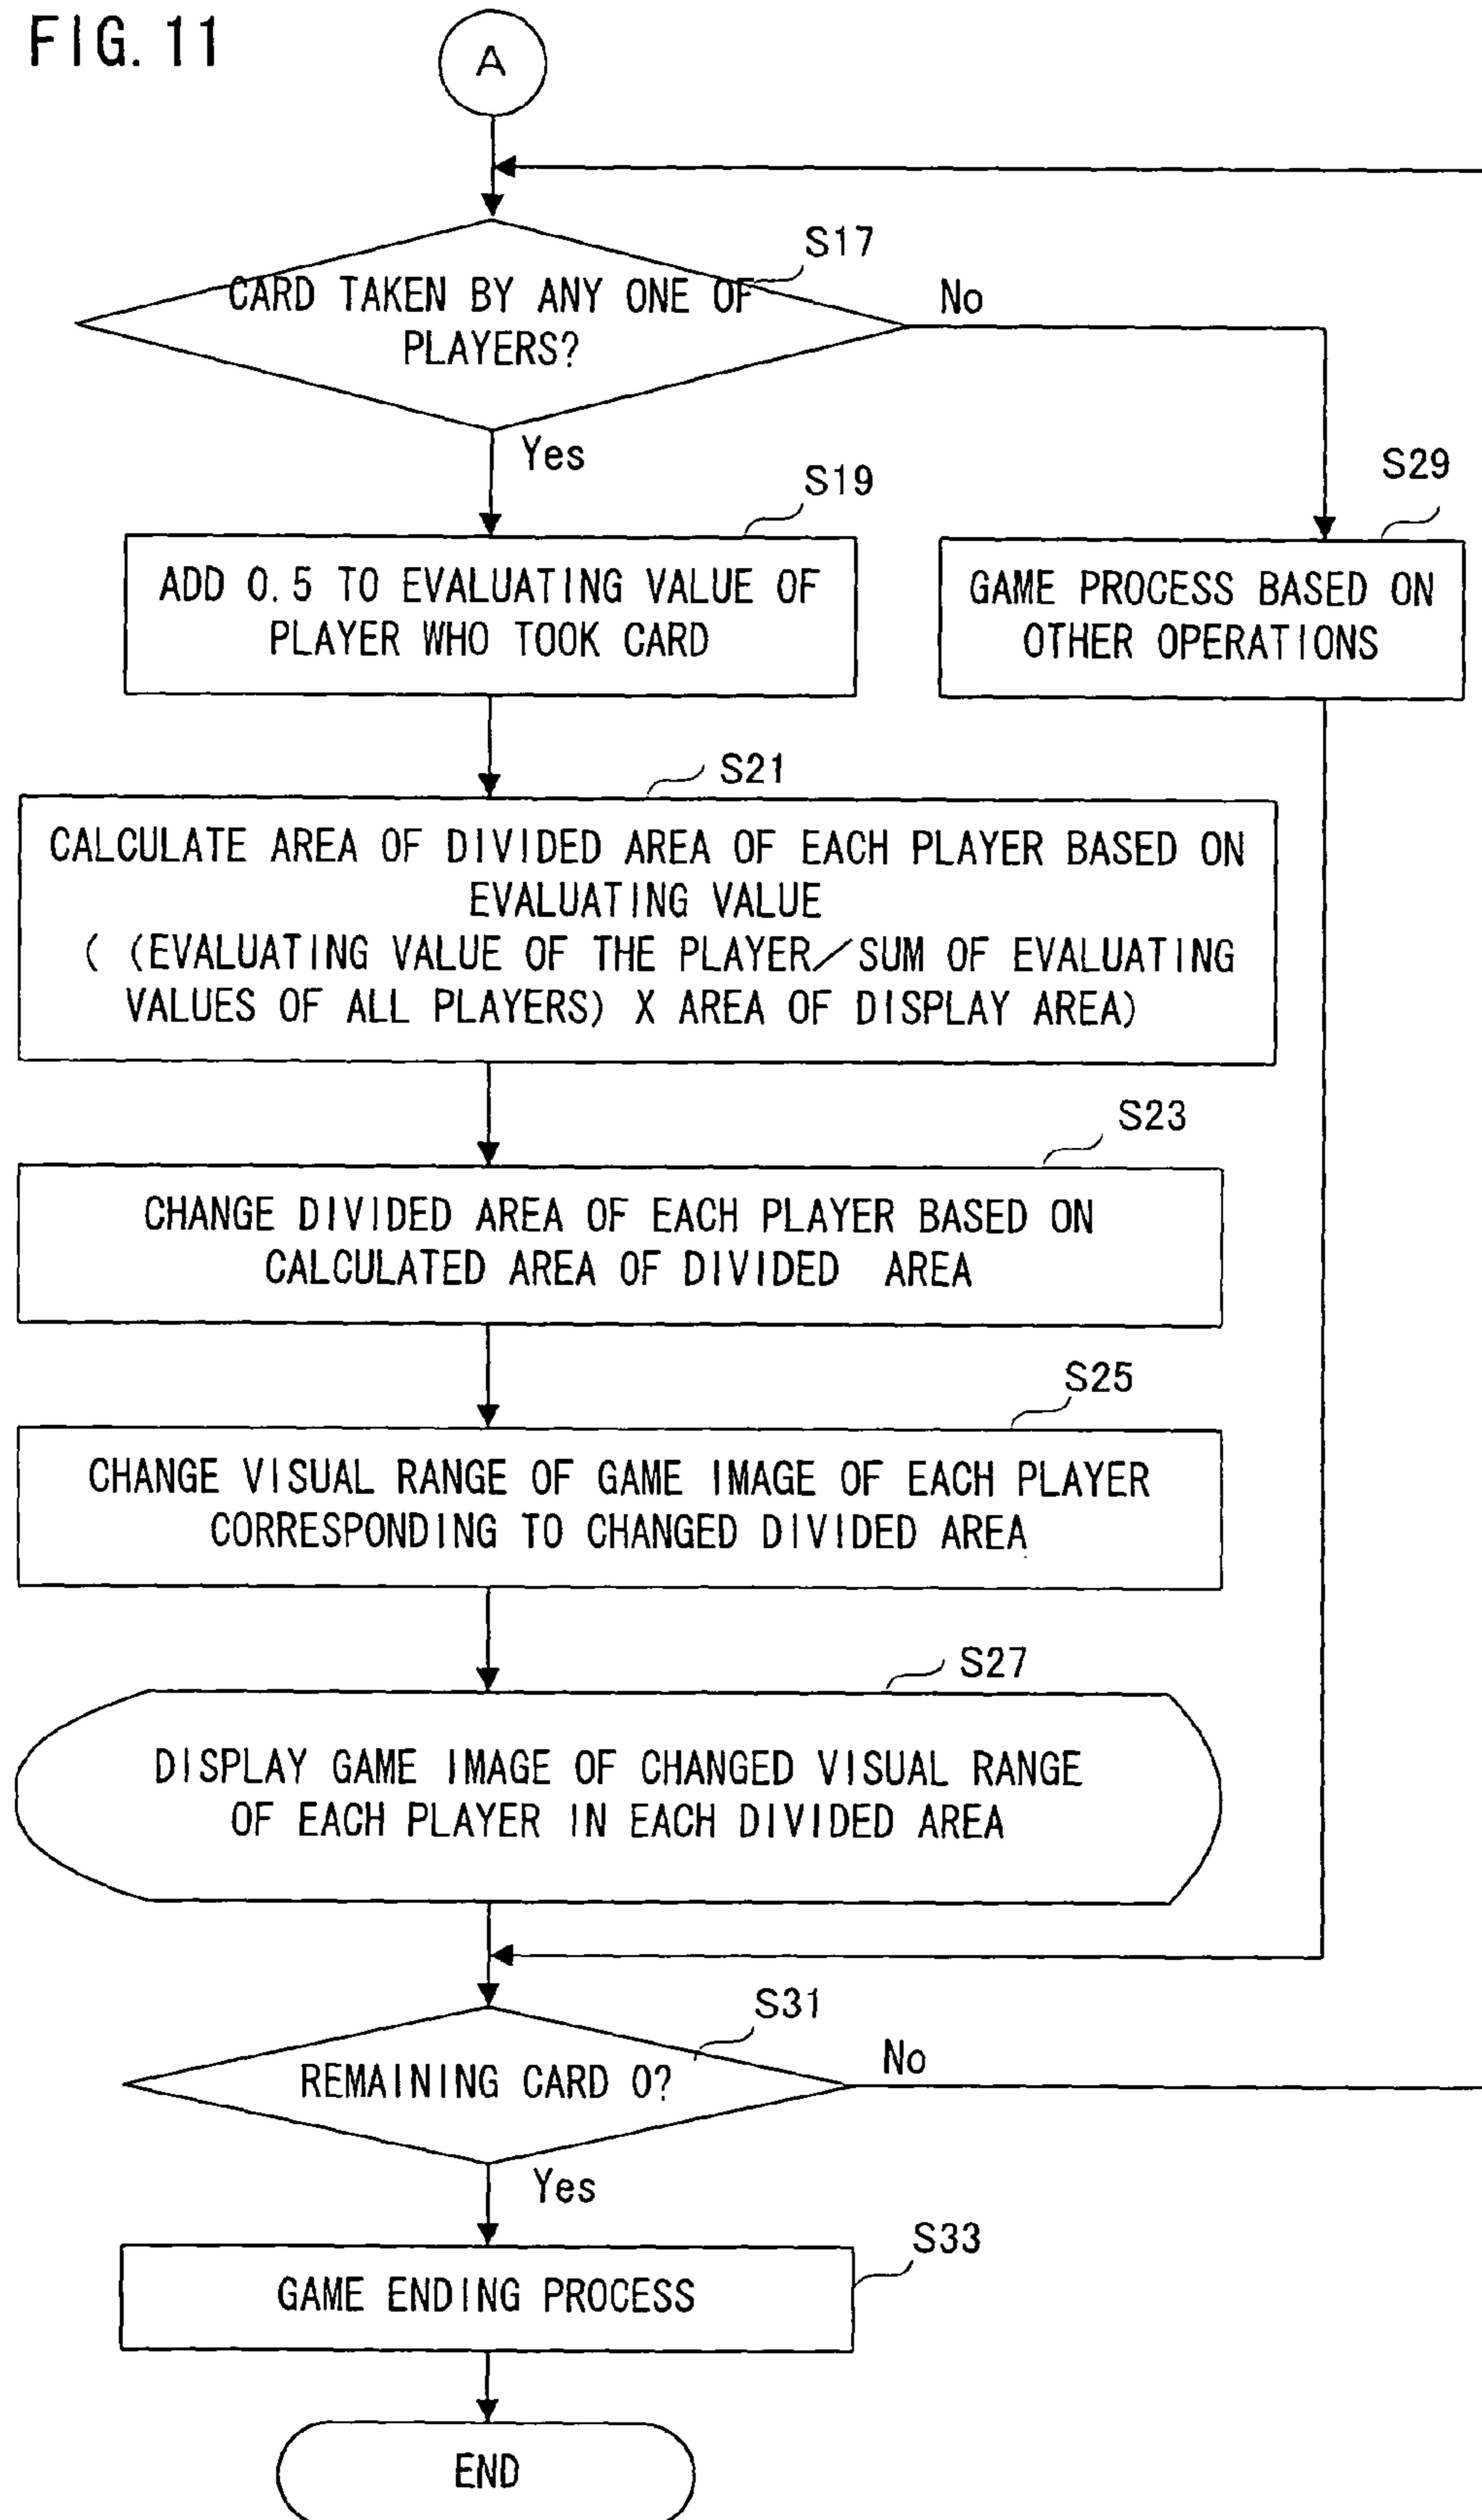 FIG. 11
A
S17
CARD TAKEN BY ANY ONE OF
PLAYERS?
No
Yes
S19
ADD 0.5 TO EVALUATING VALUE OF
PLAYER WHO TOOK CARD
S29
GAME PROCESS BASED ON
OTHER OPERATIONS
S21
CALCULATE AREA OF DIVIDED AREA OF EACH PLAYER BASED ON
EVALUATING VALUE
( (EVALUATING VALUE OF THE PLAYER/SUM OF EVALUATING
VALUES OF ALL PLAYERS) X AREA OF DISPLAY AREA)
S23
CHANGE DIVIDED AREA OF EACH PLAYER BASED ON
CALCULATED AREA OF DIVIDED AREA
S25
CHANGE VISUAL RANGE OF GAME IMAGE OF EACH PLAYER
CORRESPONDING TO CHANGED DIVIDED AREA
S27
DISPLAY GAME IMAGE OF CHANGED VISUAL RANGE
OF EACH PLAYER IN EACH DIVIDED AREA
S31
REMAINING CARD 0?
No
Yes
S33
GAME ENDING PROCESS
END